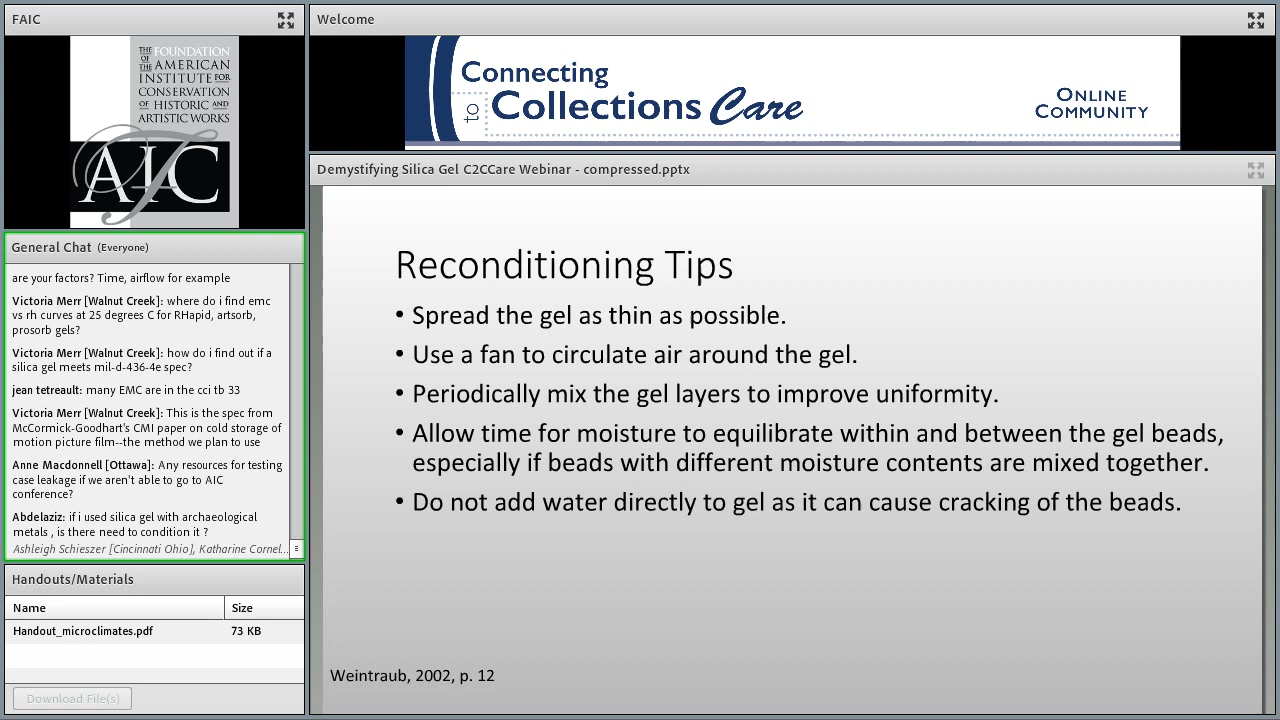 FAIC
THE FOUNDATION
OF THE AMERICAN
INSTITUTE FOR
CONSERVATION
OF HISTORIC AND
ARTISTIC WORKS
FAIC
General Chat (Everyone)
are your factors? Time, airflow for example
Victoria Merr [Walnut Creek]: where do i find emc
vs rh curves at 25 degrees C for RHapid, artsorb,
prosorb gels?
Victoria Merr [Walnut Creek]: how do i find out if a
silica gel meets mil-d-436-4e spec?
jean tetreault: many EMC are in the cci tb 33
Victoria Merr [Walnut Creek]: This is the spec from
McCormick-Goodhart's CMI paper on cold storage of
motion picture film--the method we plan to use
Anne Macdonnell [Ottawa]: Any resources for testing
case leakage if we aren't able to go to AIC
conference?
Abdelaziz: if i used silica gel with archaeological
metals , is there need to condition it ?
Ashleigh Schieszer [Cincinnati Ohio], Katharine Cornel...
Handouts/Materials
Name Size
Handout_microclimates.pdf 73 KB
Download File(s)
Welcome
Connecting
to Collections Care
ONLINE
COMMUNITY
Demystifying Silica Gel C2CCare Webinar - compressed.pptx
Reconditioning Tips
• Spread the gel as thin as possible.
• Use a fan to circulate air around the gel.
• Periodically mix the gel layers to improve uniformity.
• Allow time for moisture to equilibrate within and between the gel beads,
especially if beads with different moisture contents are mixed together.
• Do not add water directly to gel as it can cause cracking of the beads.
Weintraub, 2002, p. 12